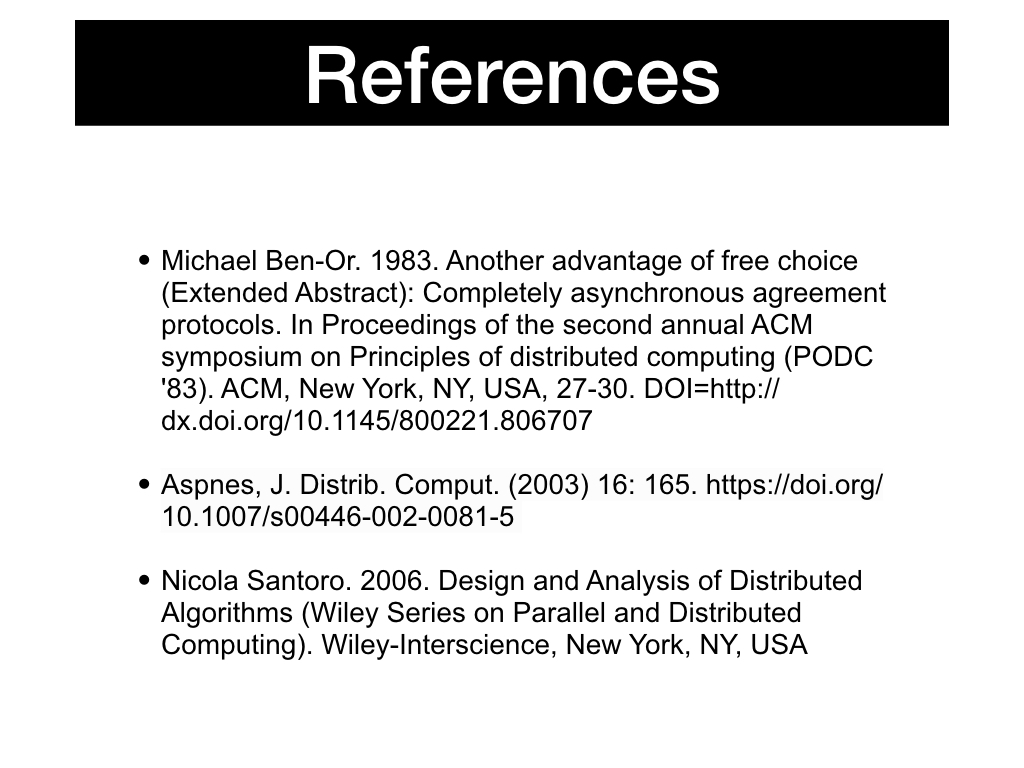 References
• Michael Ben-Or. 1983. Another advantage of free choice
(Extended Abstract): Completely asynchronous agreement
protocols. In Proceedings of the second annual ACM
symposium on Principles of distributed computing (PODC
'83). ACM, New York, NY, USA, 27-30. DOI=http://
dx.doi.org/10.1145/800221.806707
• Aspnes, J. Distrib. Comput. (2003) 16: 165. https://doi.org/
10.1007/s00446-002-0081-5
• Nicola Santoro. 2006. Design and Analysis of Distributed
Algorithms (Wiley Series on Parallel and Distributed
Computing). Wiley-Interscience, New York, NY, USA